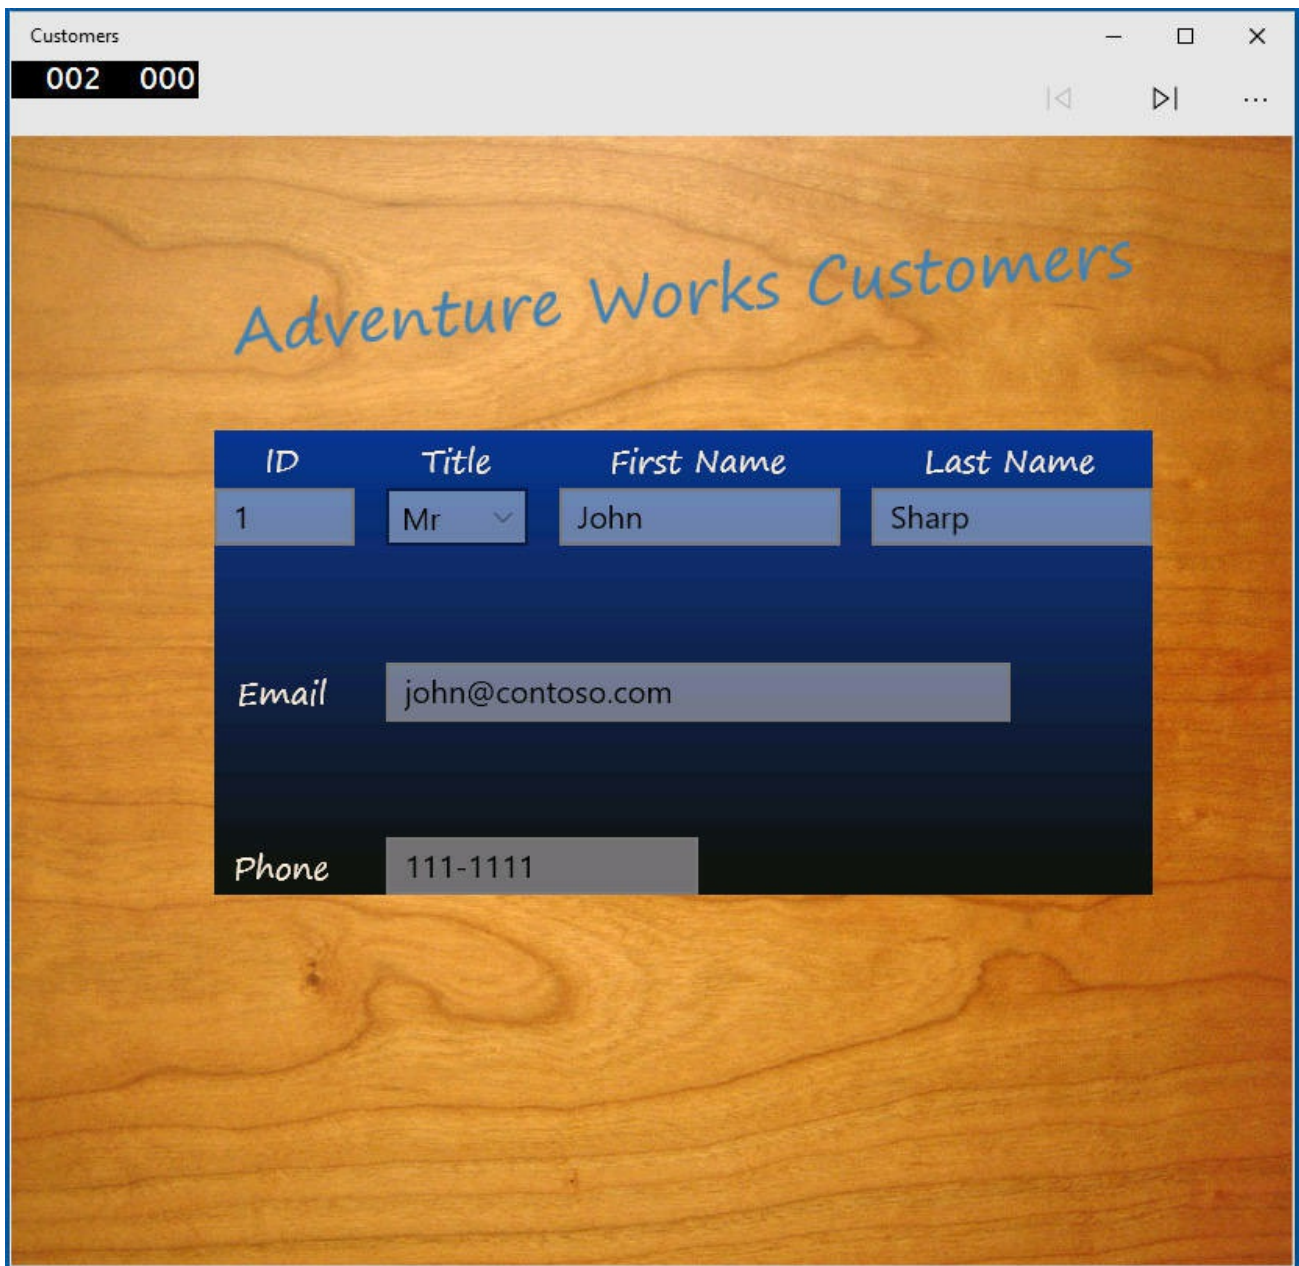 Customers
002 000
Adventure Works Customers
ID Title First Name Last Name
1 Mr John Sharp
Email john@contoso.com
Phone 111-1111